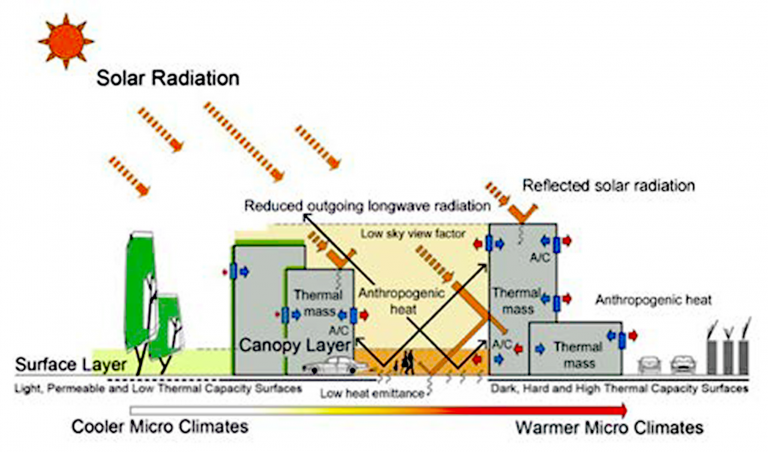 Solar Radiation
Reflected solar radiation
Reduced outgoing longwave radiation
Low sky view factor
A/C
Thermal
mass
Anthropogenic
heat
Thermal
mass
Anthropogenic heat
A/C
Canopy Layer
A/C
Thermal
mass
Surface Layer
Light, Permeable and Low Thermal Capacity Surfaces
Low heat emittance
Dark, Hard and High Thermal Capacity Surfaces
Cooler Micro Climates
Warmer Micro Climates